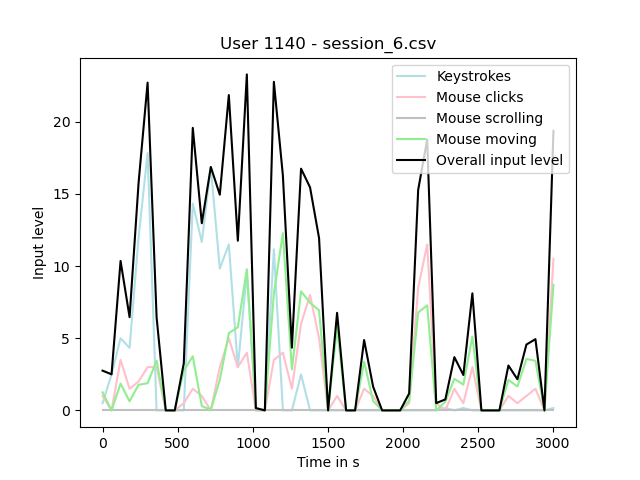 User 1140 - session_6.csv
Keystrokes
Mouse clicks
Mouse scrolling
Mouse moving
Overall input level
Input level
20
15
10
5
0
0 500 1000 1500 2000 2500 3000
Time in s